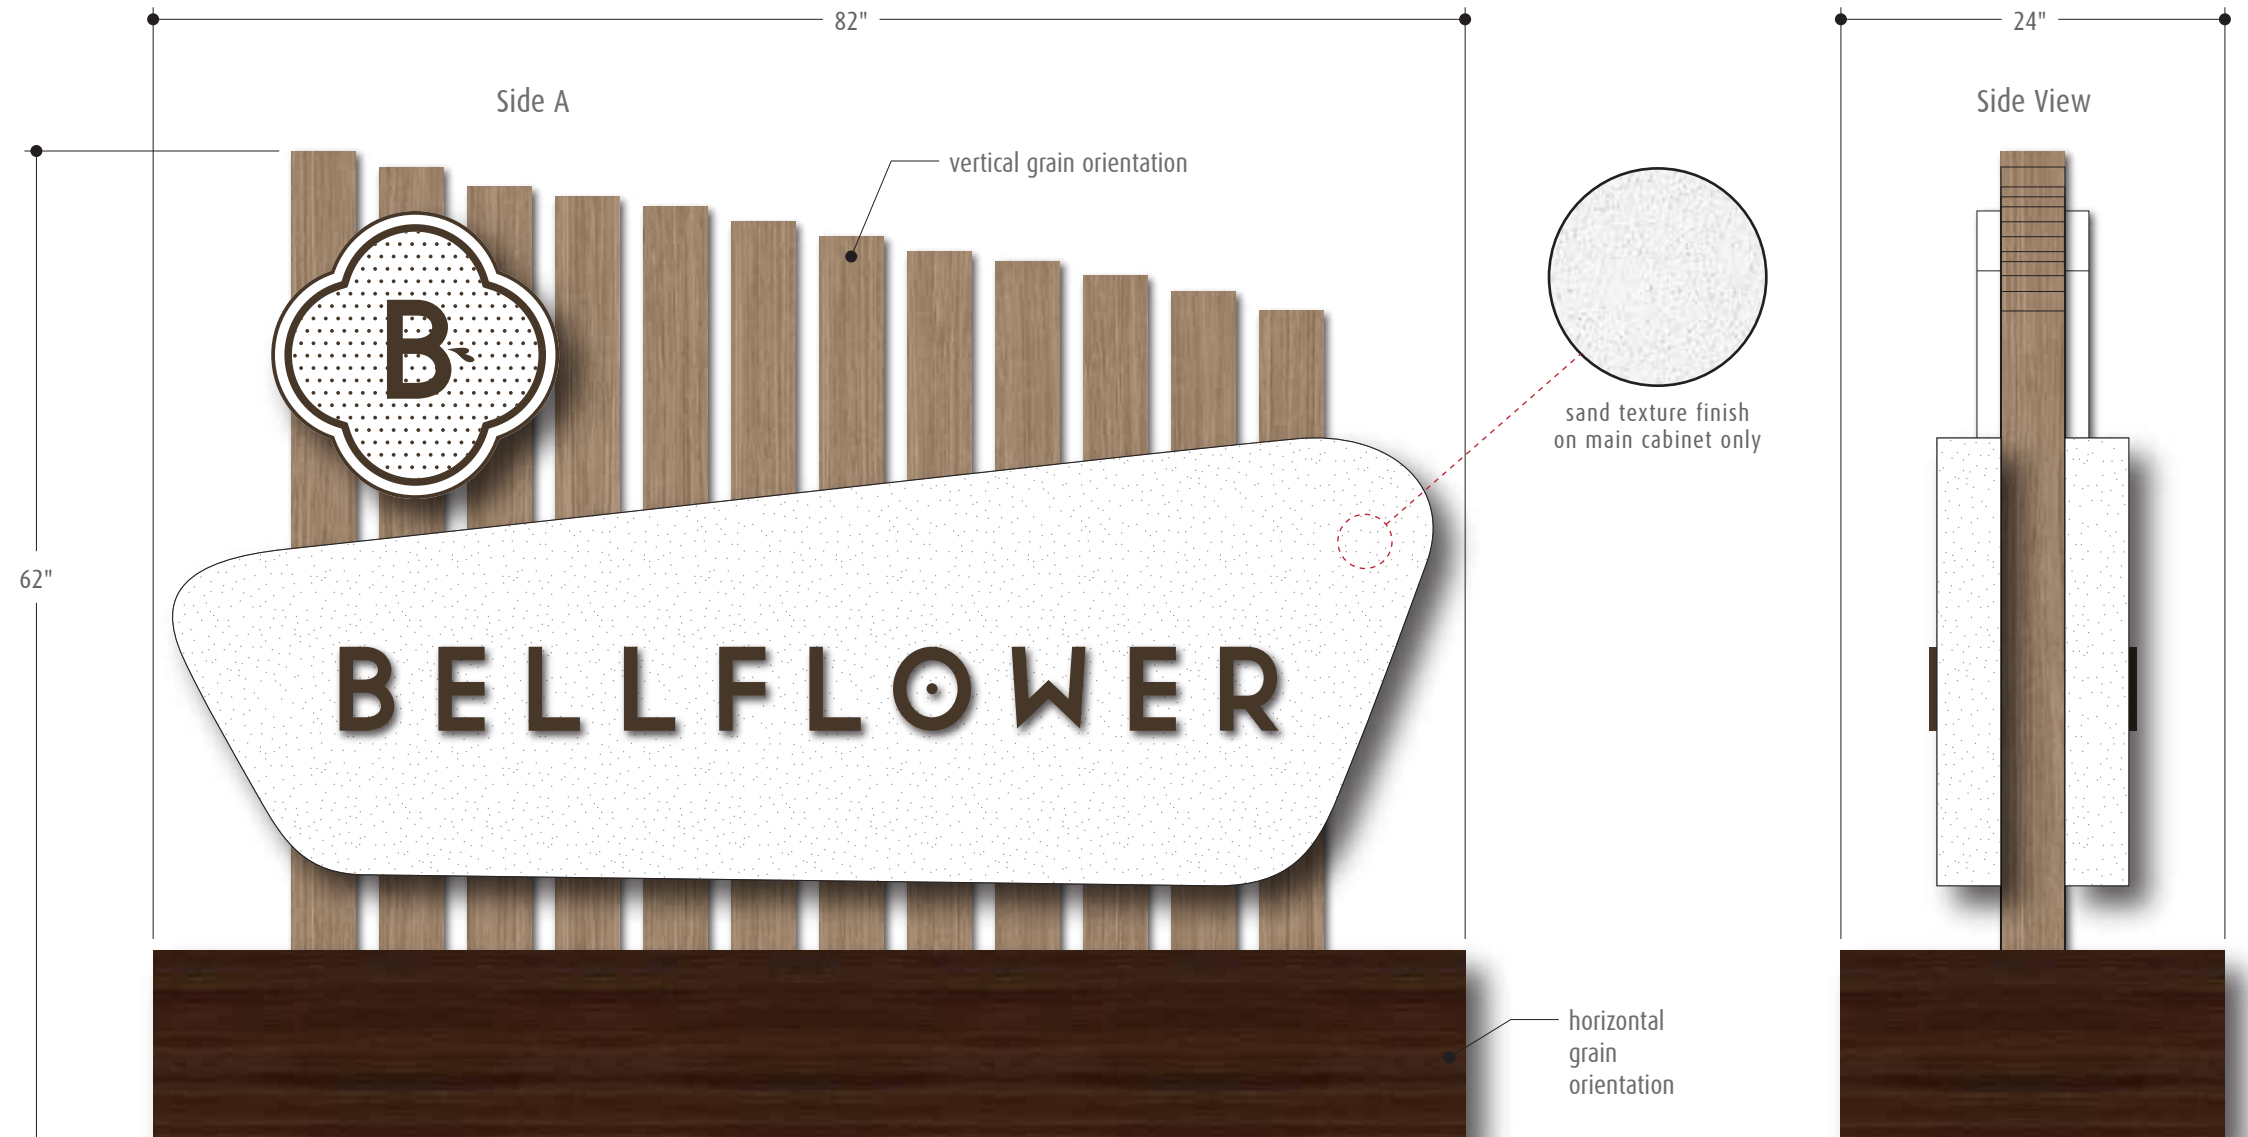 82"
24"
Side A
Side View
vertical grain orientation
B
sand texture finish
on main cabinet only
62"
BELLFLOWER
horizontal
grain
orientation